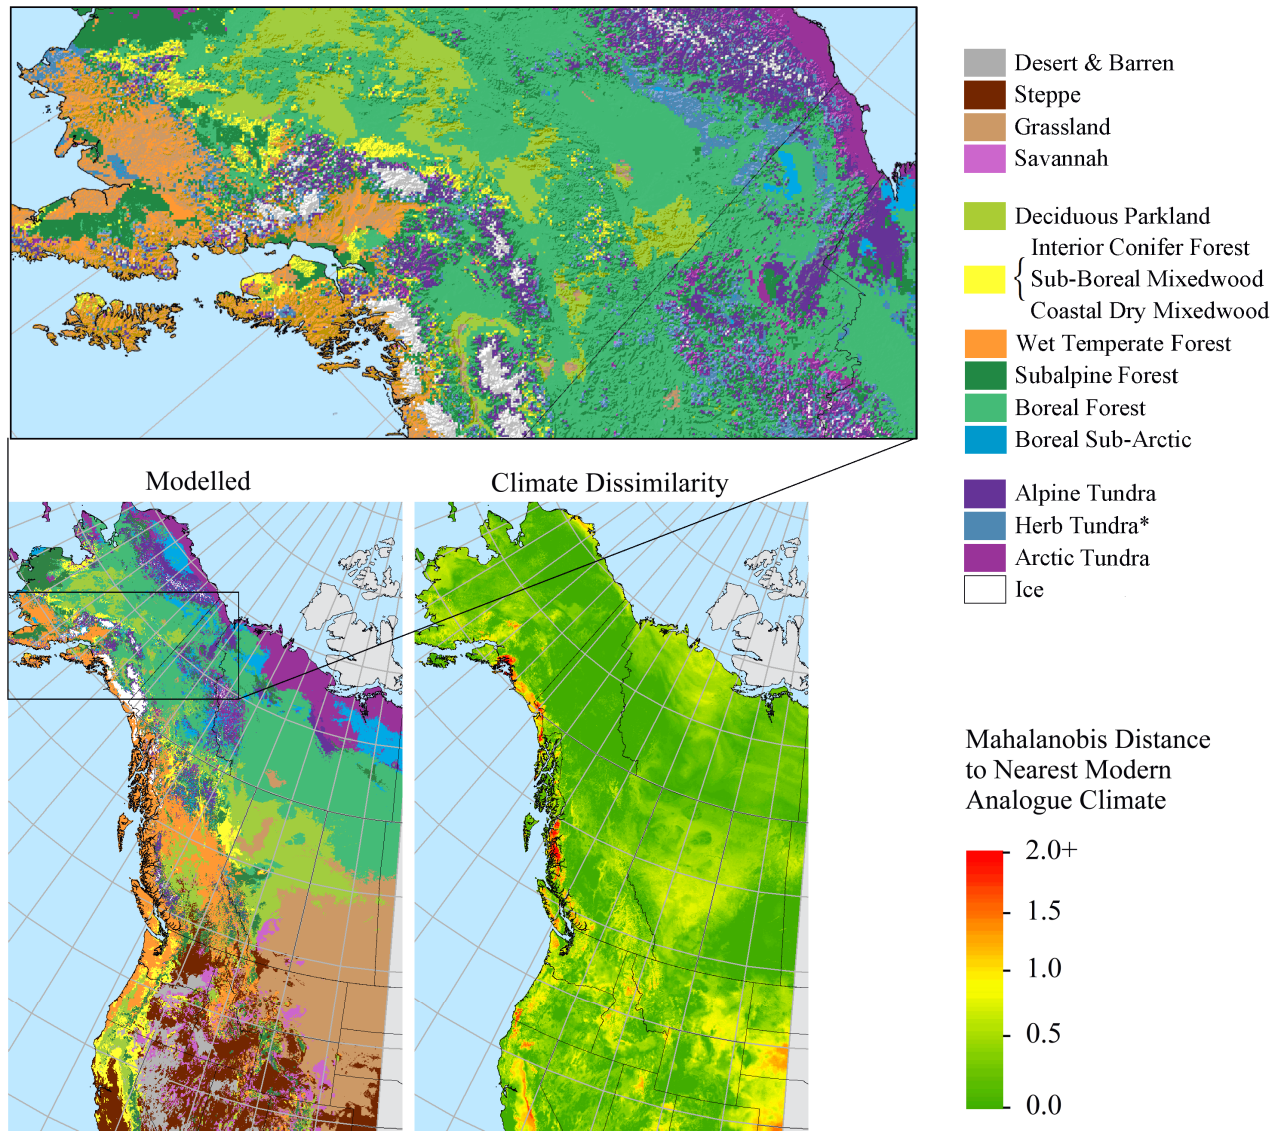 Desert & Barren
Steppe
Grassland
Savannah
Deciduous Parkland
Interior Conifer Forest
Sub-Boreal Mixedwood
Coastal Dry Mixedwood
Wet Temperate Forest
Subalpine Forest
Boreal Forest
Boreal Sub-Arctic
Alpine Tundra
Herb Tundra*
Arctic Tundra
Ice
Modelled
Climate Dissimilarity
Mahalanobis Distance
to Nearest Modern
Analogue Climate
2.0+
1.5
1.0
0.5
0.0